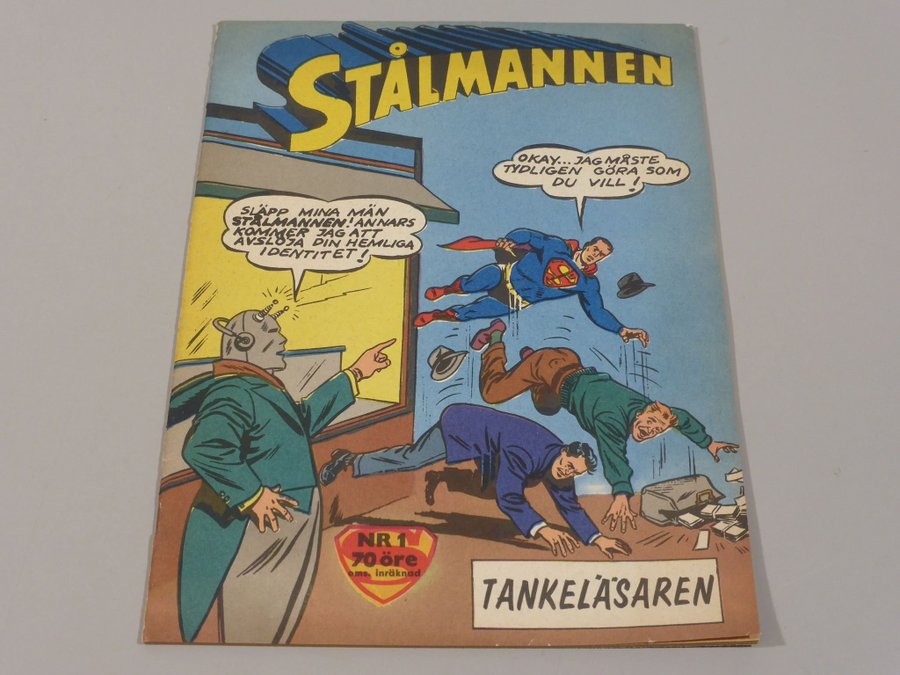 STÅLMANNEN
OKAY... JAG MÅSTE
TYDLIGEN GÖRA SOM
DU VILL!
SLÄPP MINA MÄN
STÅLMANNEN! ANNARS
KOMMER JAG ATT
AVSLÖJA DIN HEMLIGA
IDENTITET!
NR 1
70 öre
oms. inräknad
TANKELÄSAREN